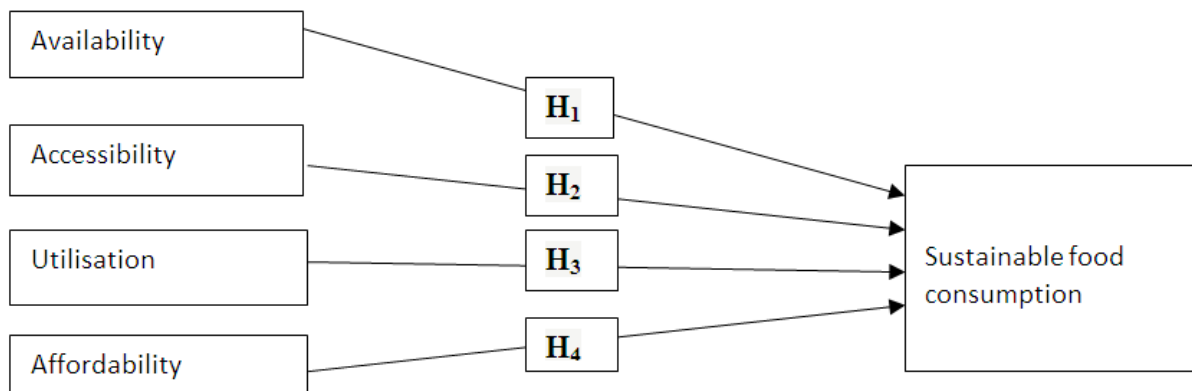 Availability
H₁
Accessibility
H₂
Utilisation
H₃
Sustainable food
consumption
Affordability
H₄